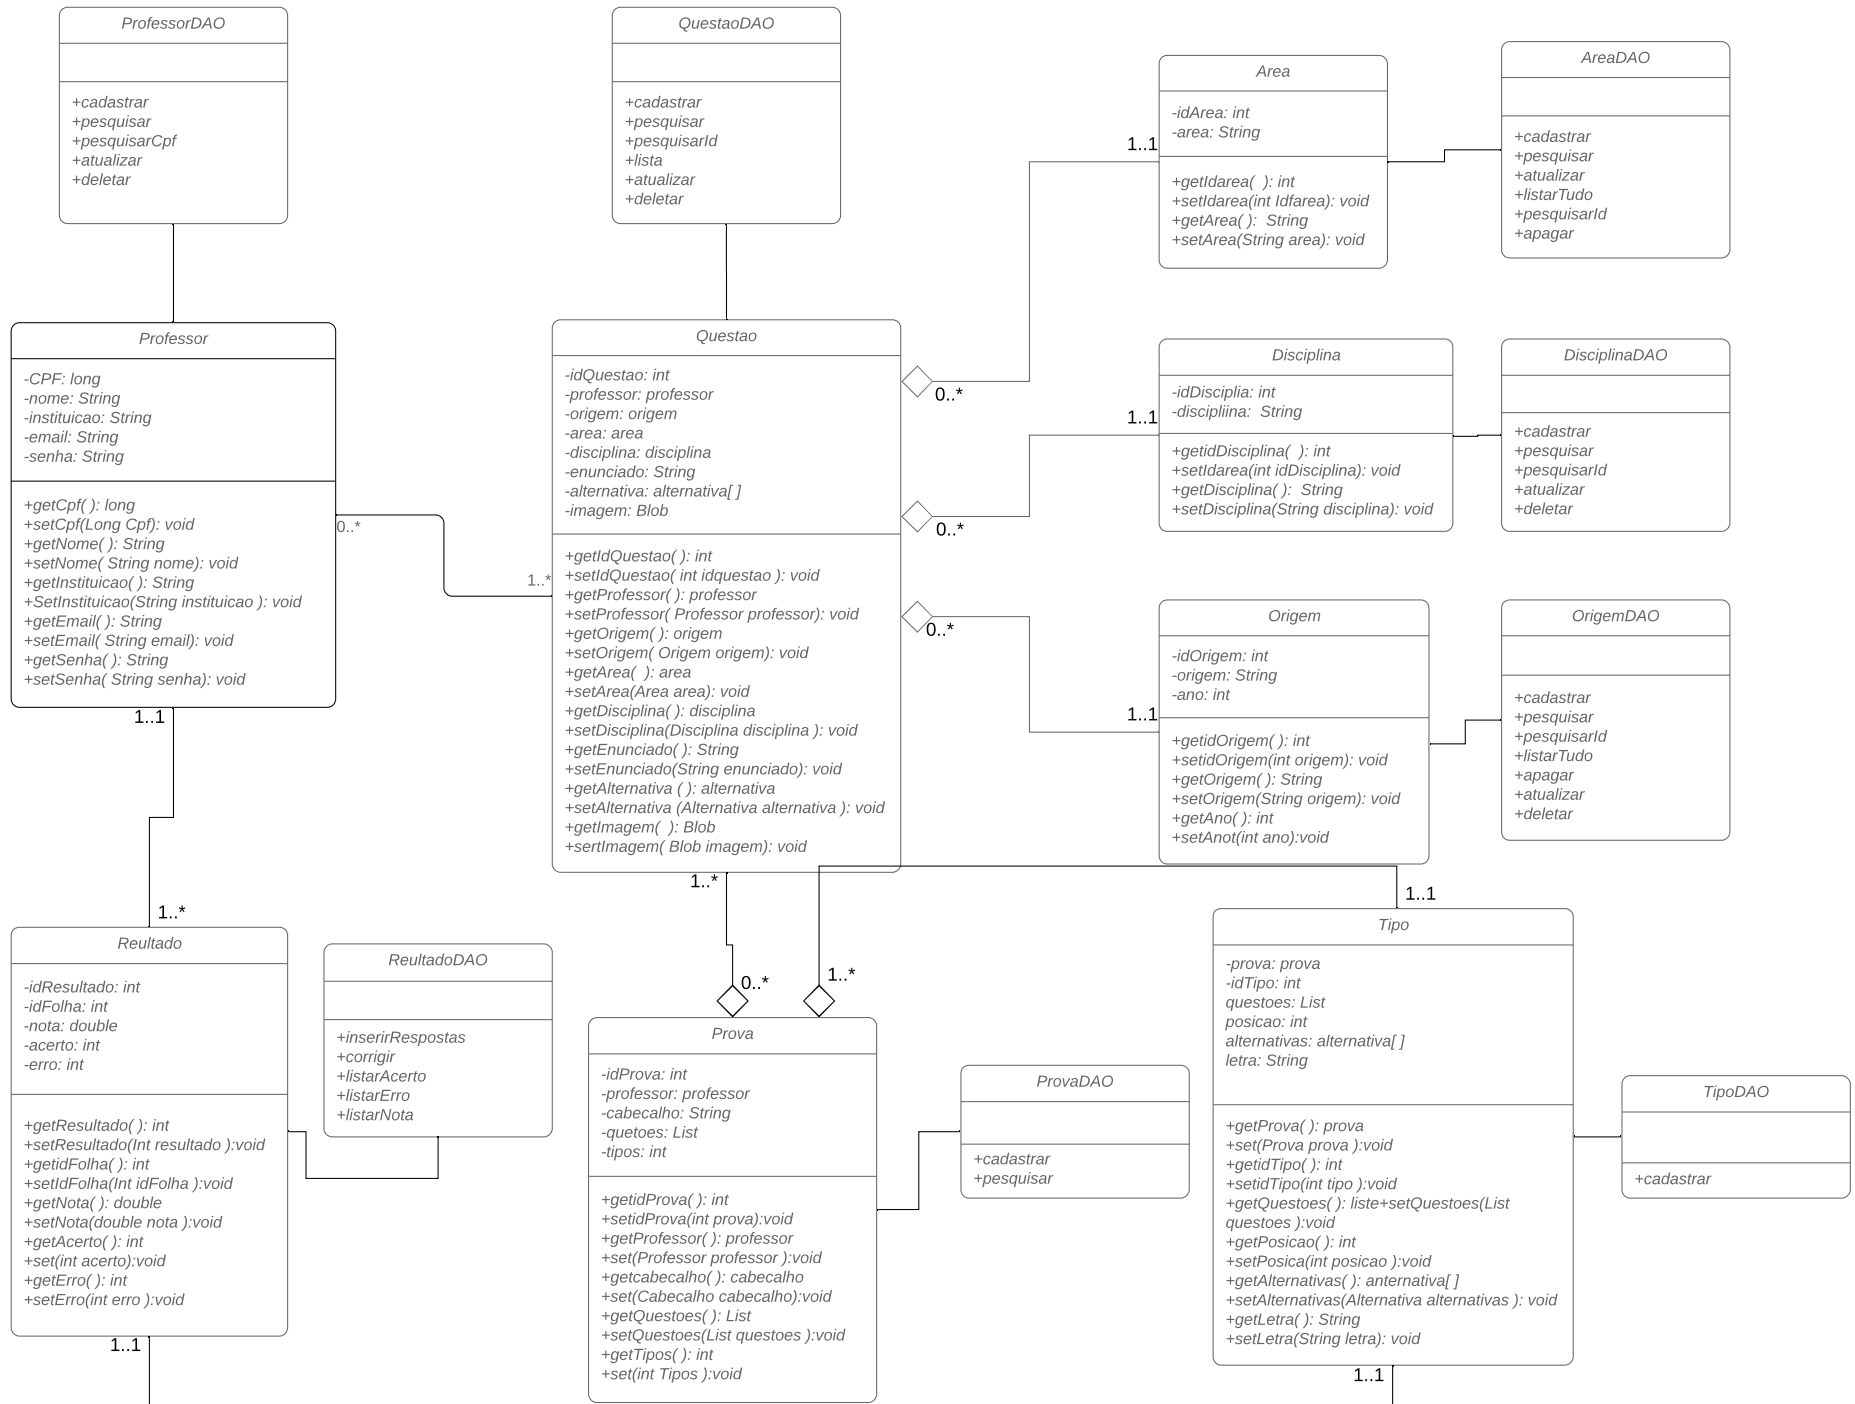 ProfessorDAO
+cadastrar
+pesquisar
+pesquisarCpf
+atualizar
+deletar
QuestaoDAO
+cadastrar
+pesquisar
+pesquisarId
+lista
+atualizar
+deletar
Area
-idArea: int
-area: String
+getIdarea(  ): int
+setIdarea(int Idfarea): void
+getArea( ):  String
+setArea(String area): void
1..1
0..*
AreaDAO
+cadastrar
+pesquisar
+atualizar
+listarTudo
+pesquisarId
+apagar
Professor
-CPF: long
-nome: String
-instituicao: String
-email: String
-senha: String
+getCpf( ): long
+setCpf(Long Cpf): void
+getNome( ): String
+setNome( String nome): void
+getInstituicao( ): String
+SetInstituicao(String instituicao ): void
+getEmail( ): String
+setEmail( String email): void
+getSenha( ): String
+setSenha( String senha): void
0..*
1..*
1..1
1..*
Questao
-idQuestao: int
-professor: professor
-origem: origem
-area: area
-disciplina: disciplina
-enunciado: String
-alternativa: alternativa[ ]
-imagem: Blob
+getIdQuestao( ): int
+setIdQuestao( int idquestao ): void
+getProfessor( ): professor
+setProfessor( Professor professor): void
+getOrigem( ): origem
+setOrigem( Origem origem): void
+getArea(  ): area
+setArea(Area area): void
+getDisciplina( ): disciplina
+setDisciplina(Disciplina disciplina ): void
+getEnunciado( ): String
+setEnunciado(String enunciado): void
+getAlternativa ( ): alternativa
+setAlternativa (Alternativa alternativa ): void
+getImagem(  ): Blob
+sertImagem( Blob imagem): void
1..1
0..*
Disciplina
-idDisciplia: int
-discipliina:  String
+getidDisciplina(  ): int
+setIdarea(int idDisciplina): void
+getDisciplina( ):  String
+setDisciplina(String disciplina): void
DisciplinaDAO
+cadastrar
+pesquisar
+pesquisarId
+atualizar
+deletar
0..*
1..1
Origem
-idOrigem: int
-origem: String
-ano: int
+getidOrigem( ): int
+setidOrigem(int origem): void
+getOrigem( ): String
+setOrigem(String origem): void
+getAno( ): int
+setAnot(int ano):void
OrigemDAO
+cadastrar
+pesquisar
+pesquisarId
+listarTudo
+apagar
+atualizar
+deletar
1..*
0..*
1..*
1..1
Reultado
-idResultado: int
-idFolha: int
-nota: double
-acerto: int
-erro: int
+getResultado( ): int
+setResultado(Int resultado ):void
+getidFolha( ): int
+setIdFolha(Int idFolha ):void
+getNota( ): double
+setNota(double nota ):void
+getAcerto( ): int
+set(int acerto):void
+getErro( ): int
+setErro(int erro ):void
1..1
ReultadoDAO
+inserirRespostas
+corrigir
+listarAcerto
+listarErro
+listarNota
Prova
-idProva: int
-professor: professor
-cabecalho: String
-quetoes: List
-tipos: int
+getidProva( ): int
+setidProva(int prova):void
+getProfessor( ): professor
+set(Professor professor ):void
+getcabecalho( ): cabecalho
+set(Cabecalho cabecalho):void
+getQuestoes( ): List
+setQuestoes(List questoes ):void
+getTipos( ): int
+set(int Tipos ):void
ProvaDAO
+cadastrar
+pesquisar
Tipo
-prova: prova
-idTipo: int
questoes: List
posicao: int
alternativas: alternativa[ ]
letra: String
+getProva( ): prova
+set(Prova prova ):void
+getidTipo( ): int
+setidTipo(int tipo ):void
+getQuestoes( ): liste+setQuestoes(List
questoes ):void
+getPosicao( ): int
+setPosica(int posicao ):void
+getAlternativas( ): anternativa[ ]
+setAlternativas(Alternativa alternativas ): void
+getLetra( ): String
+setLetra(String letra): void
1..1
TipoDAO
+cadastrar